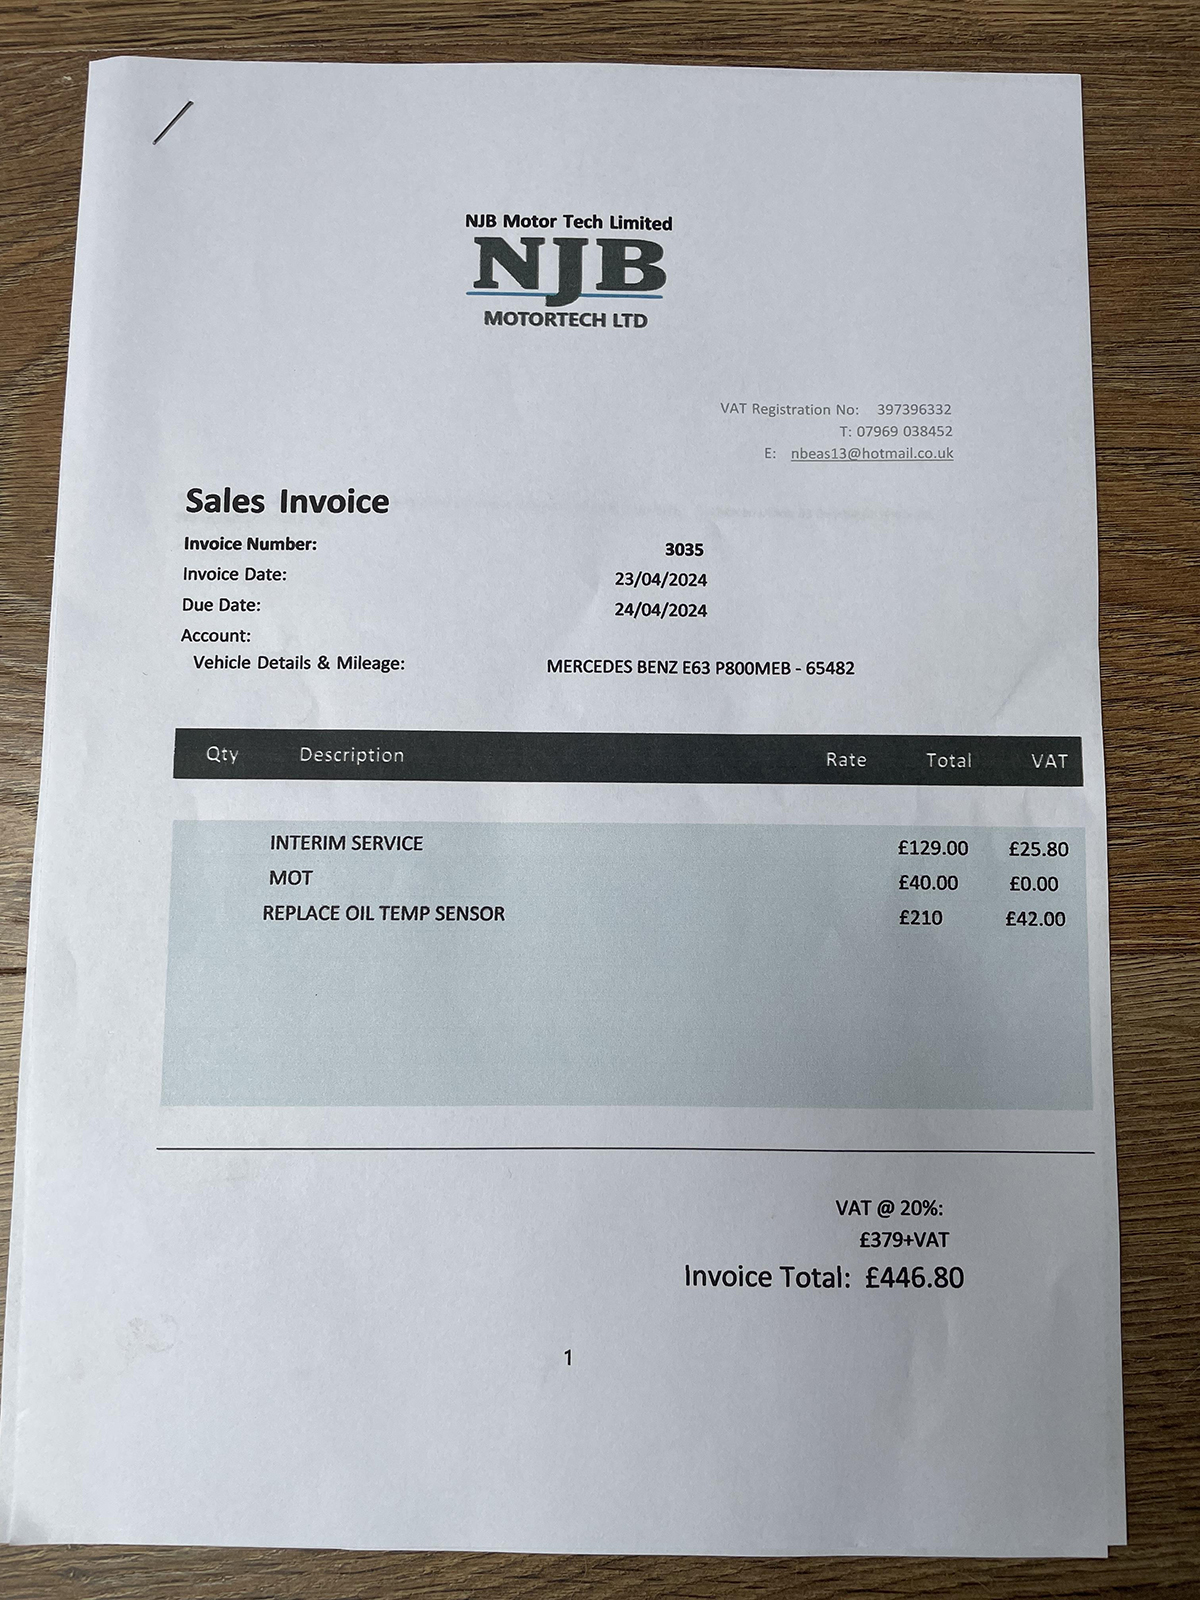 NJB Motor Tech Limited
NJB
MOTORTECH LTD
VAT Registration No: 397396332
T: 07969 038452
E: nbeas13@hotmail.co.uk
Sales Invoice
Invoice Number: 3035
Invoice Date: 23/04/2024
Due Date: 24/04/2024
Account:
Vehicle Details & Mileage: MERCEDES BENZ E63 P800MEB - 65482
Qty Description Rate Total VAT
INTERIM SERVICE £129.00 £25.80
MOT £40.00 £0.00
REPLACE OIL TEMP SENSOR £210 £42.00
VAT @ 20%:
£379+VAT
Invoice Total: £446.80
1